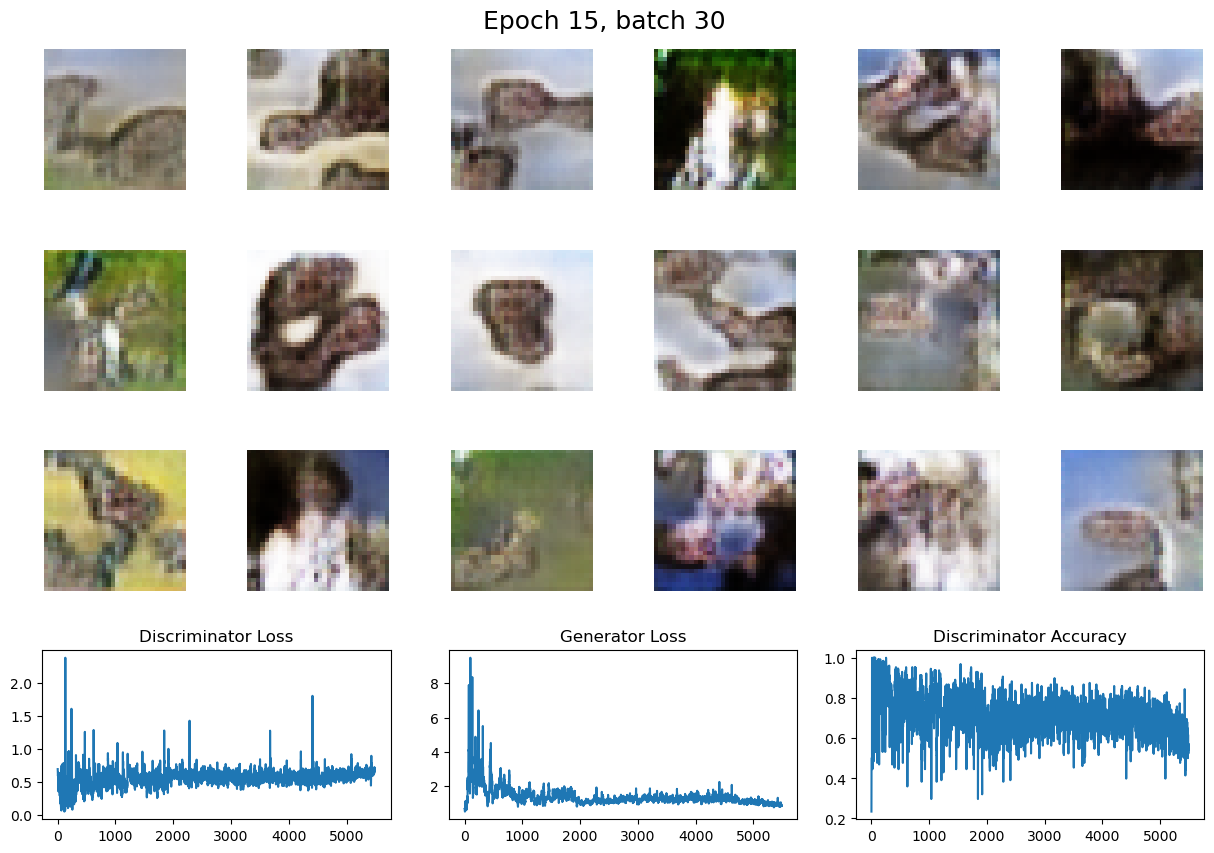 Epoch 15, batch 30
Discriminator Loss
Generator Loss
Discriminator Accuracy
2.0
1.5
1.0
0.5
0.0
0 1000 2000 3000 4000 5000
8
6
4
2
0 1000 2000 3000 4000 5000
1.0
0.8
0.6
0.4
0.2
0 1000 2000 3000 4000 5000